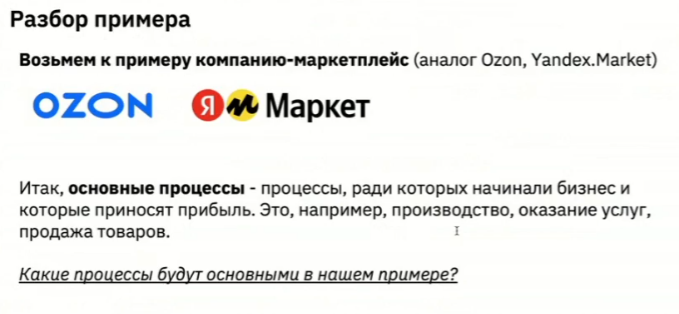 Разбор примера
Возьмем к примеру компанию-маркетплейс (аналог Ozon, Yandex.Market)
OZON Я М Маркет
Итак, основные процессы - процессы, ради которых начинали бизнес и
которые приносят прибыль. Это, например, производство, оказание услуг,
продажа товаров.
Какие процессы будут основными в нашем примере?